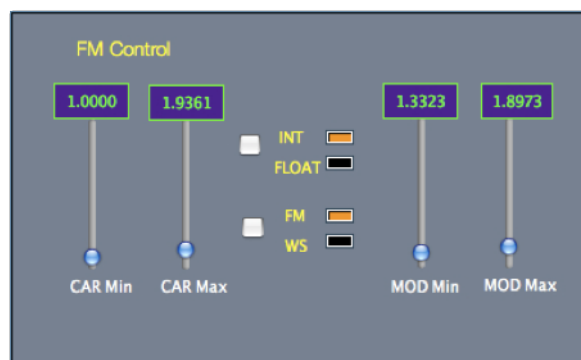 FM Control
1.0000 1.9361 1.3323 1.8973
INT
FLOAT
FM
WS
CAR Min CAR Max MOD Min MOD Max